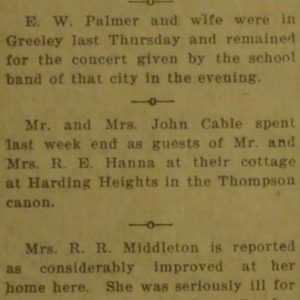 E. W. Palmer and wife were in
Greeley last Thursday and remained
for the concert given by the school
band of that city in the evening.
Mr. and Mrs. John Cable spent
last week end as guests of Mr. and
Mrs. R. E. Hanna at their cottage
at Harding Heights in the Thompson
canon.
Mrs. R. R. Middleton is reported
as considerably improved at her
home here. She was seriously ill for